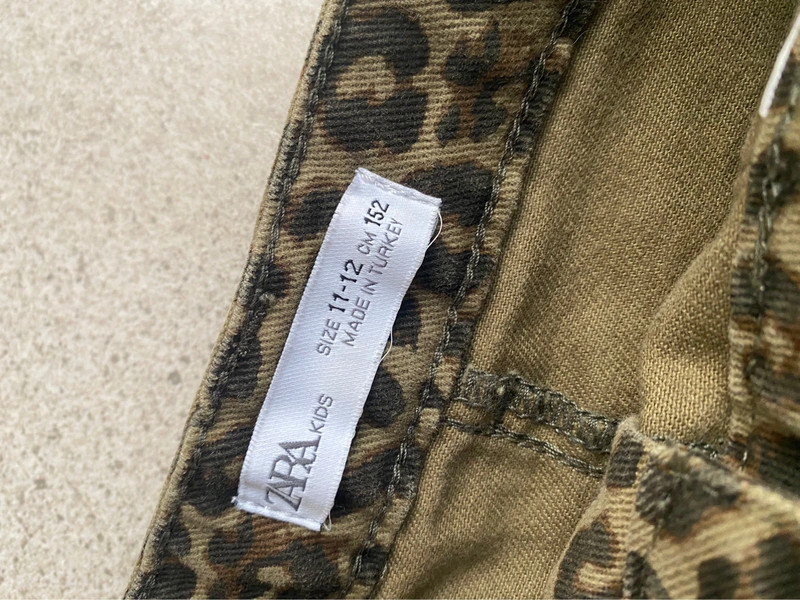 ZARA KIDS
SIZE 11-12 CM 152
MADE IN TURKEY